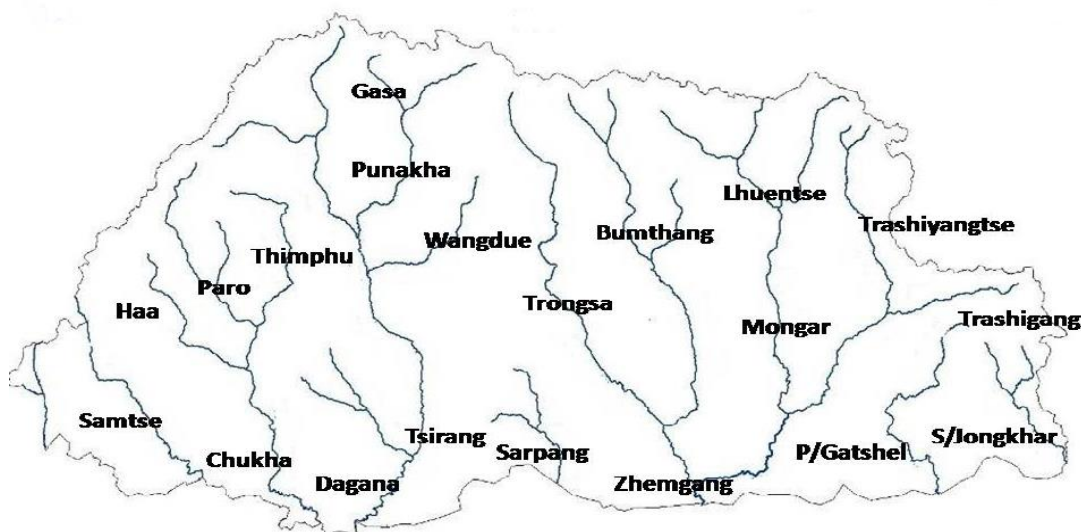 Gasa
Punakha
Lhuentse
Trashiyangtse
Wangdue
Bumthang
Thimphu
Paro
Haa
Trongsa
Mongar
Trashigang
Samtse
Tsirang
Sarpang
P/Gatshel
S/Jongkhar
Chukha
Dagana
Zhemgang